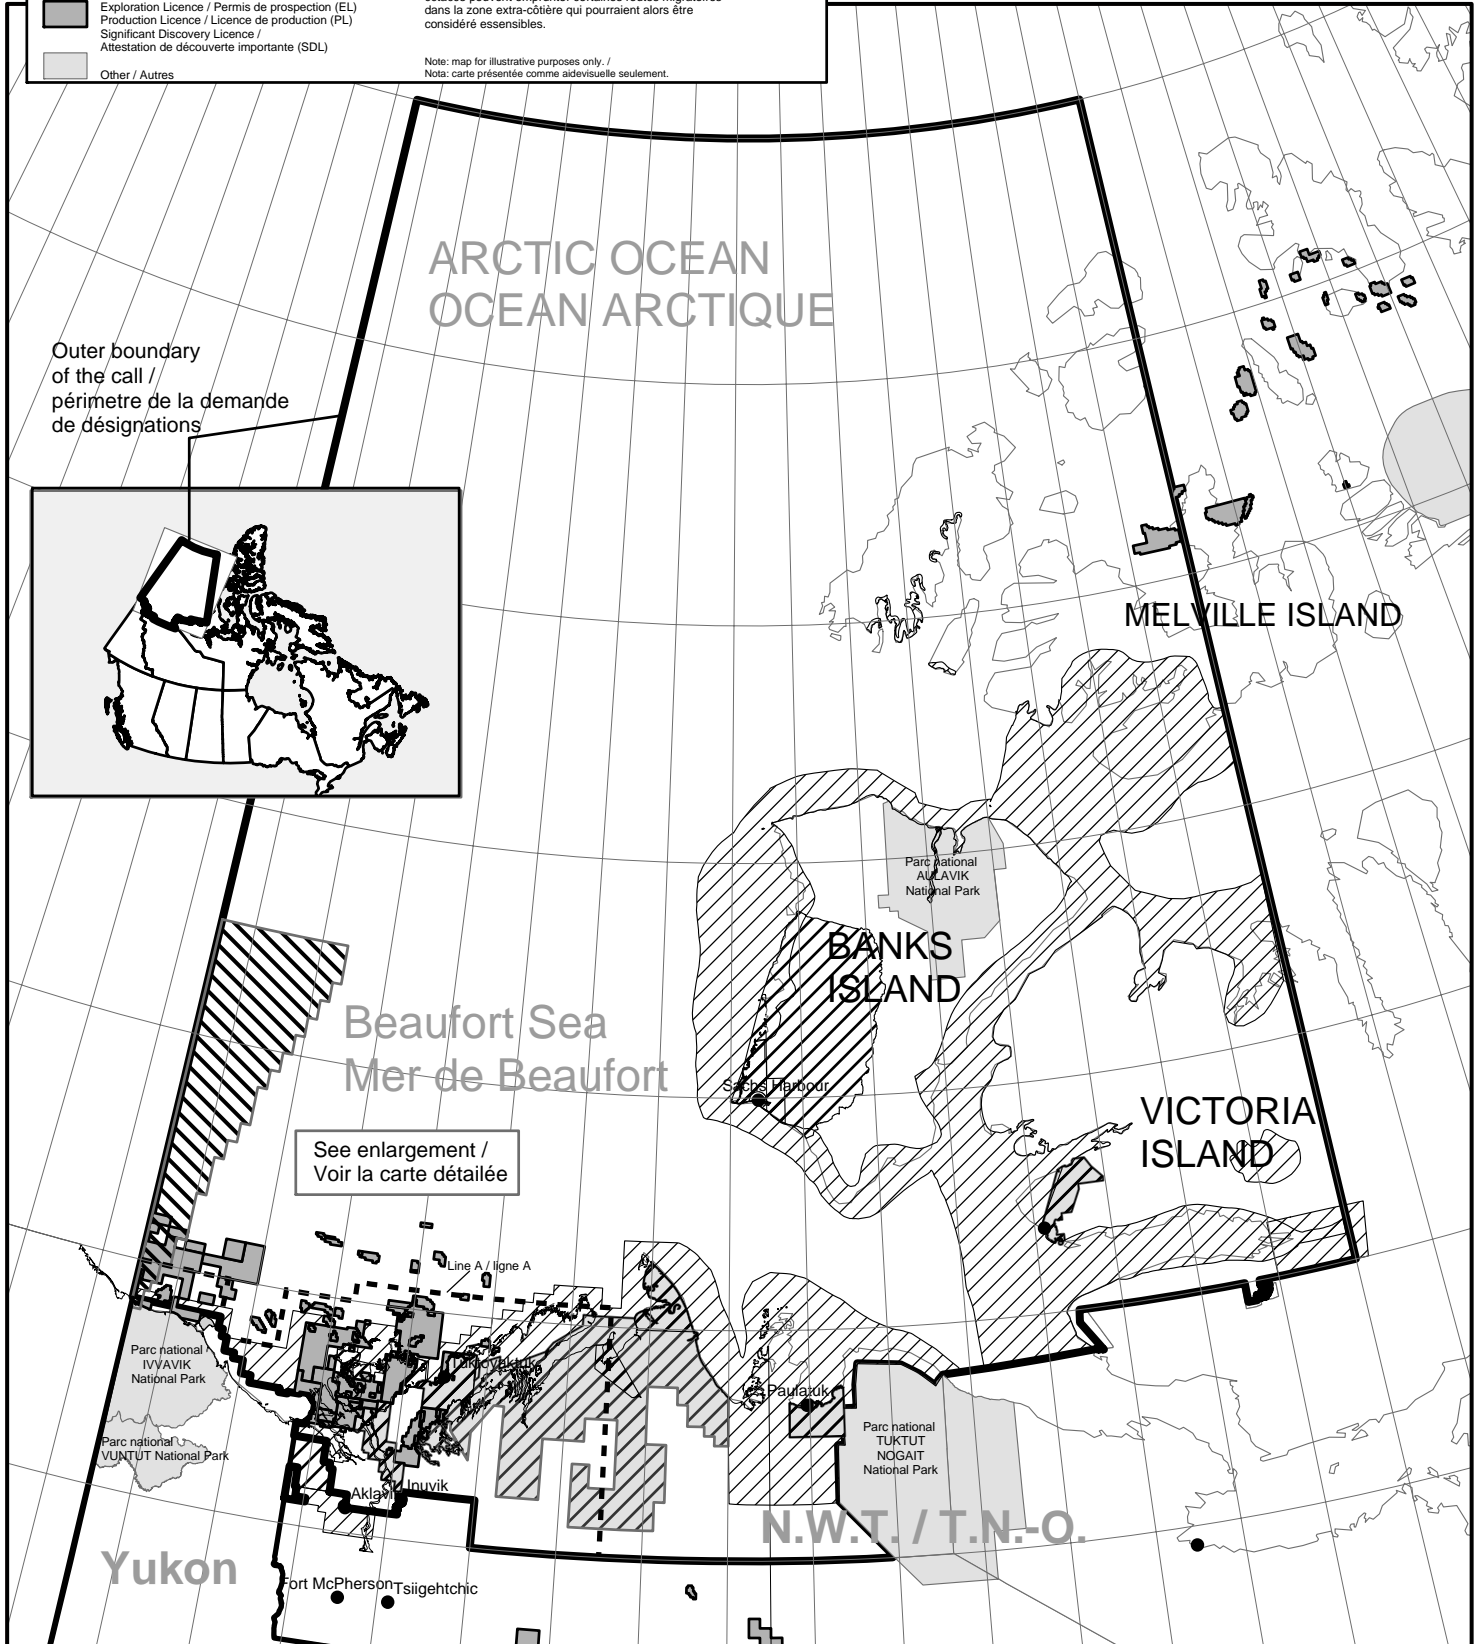 Exploration Licence / Permis de prospection (EL)
Production Licence / Licence de production (PL)
Significant Discovery Licence /
Attestation de découverte importante (SDL)
Other / Autres
dans la zone extra-côtière qui pourraient alors être
considéré essensibles.
Note: map for illustrative purposes only. /
Nota: carte présentée comme aidevisuelle seulement.
ARCTIC OCEAN
OCEAN ARCTIQUE
Outer boundary
of the call /
périmetre de la demande
de désignations
MELVILLE ISLAND
Parc national
AULAVIK
National Park
BANKS
ISLAND
Beaufort Sea
Mer de Beaufort
Sachs Harbour
VICTORIA
ISLAND
See enlargement /
Voir la carte détailée
Line A / ligne A
Parc national
IVVAVIK
National Park
Tuktoyaktuk
Paulatuk
Parc national
VUNTUT National Park
Parc national
TUKTUT
NOGAIT
National Park
Inuvik
Aklavik
N.W.T. / T.N.-O.
Yukon
Fort McPherson
Tsiigehtchic